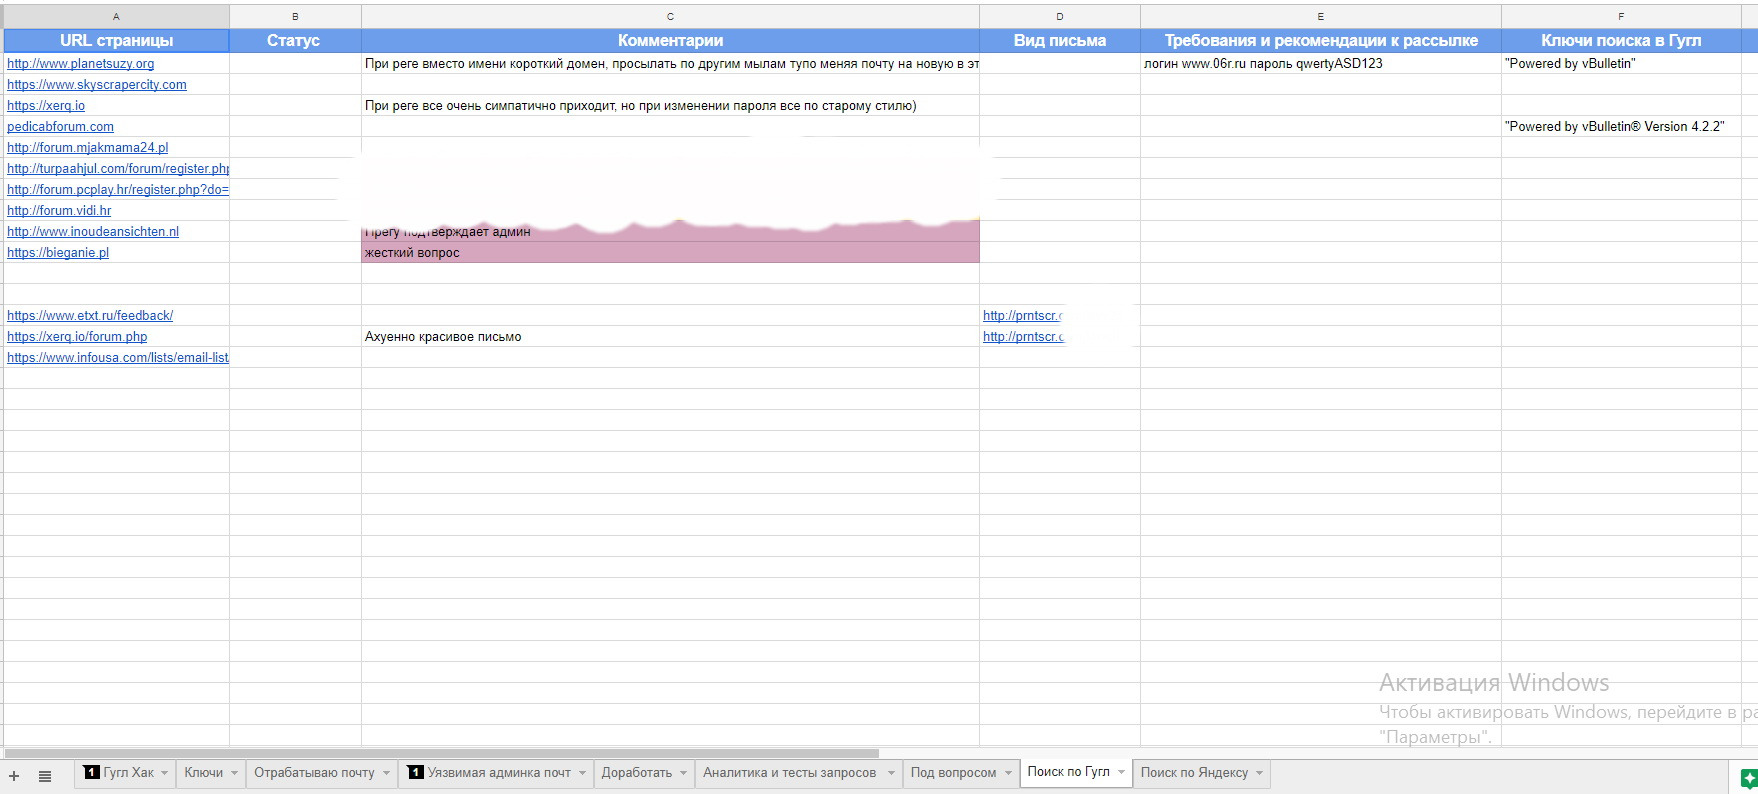 A B C D E F
URL страницы Статус Комментарии Вид письма Требования и рекомендации к рассылке Ключи поиска в Гугл
http://www.planetsuzy.org При реге вместо имени короткий домен, просылать по другим мылам тупо меняя почту на новую в эт логин www.06r.ru пароль qwertyASD123 "Powered by vBulletin"
https://www.skyscrapercity.com
https://xerq.io При реге все очень симпатично приходит, но при изменении пароля все по старому стилю)
pedicabforum.com "Powered by vBulletin® Version 4.2.2"
http://forum.mjakmama24.pl
http://turpaahjul.com/forum/register.php
http://forum.pcplay.hr/register.php?do=
http://forum.vidi.hr
http://www.inoudeansichten.nl подтверждает админ
https://bieganie.pl жесткий вопрос
https://www.etxt.ru/feedback/ http://prntscr.c
https://xerq.io/forum.php Ахуенно красивое письмо http://prntscr.c
https://www.infousa.com/lists/email-list
Активация Windows
Чтобы активировать Windows, перейдите в ра
"Параметры".
1 Гугл Хак Ключи Отрабатываю почту 1 Уязвимая админка почт Доработать Аналитика и тесты запросов Под вопросом Поиск по Гугл Поиск по Яндексу